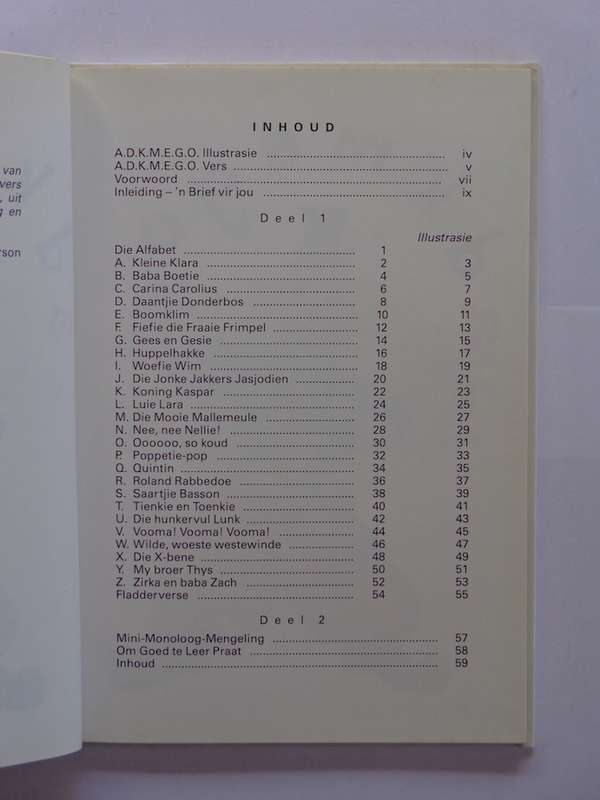 van
vers
, uit
g en
rson
INHOUD
A.D.K.M.E.G.O. Illustrasie ........ iv
A.D.K.M.E.G.O. Vers ........ v
Voorwoord ........ vii
Inleiding – 'n Brief vir jou ........ ix
Deel 1
Illustrasie
Die Alfabet ........ 1
A. Kleine Klara ........ 2 3
B. Baba Boetie ........ 4 5
C. Carina Carolius ........ 6 7
D. Daantjie Donderbos ........ 8 9
E. Boomklim ........ 10 11
F. Fiefie die Fraaie Frimpel ........ 12 13
G. Gees en Gesie ........ 14 15
H. Huppelhakke ........ 16 17
I. Woefie Wim ........ 18 19
J. Die Jonke Jakkers Jasjodien ........ 20 21
K. Koning Kaspar ........ 22 23
L. Luie Lara ........ 24 25
M. Die Mooie Mallemeule ........ 26 27
N. Nee, nee Nellie! ........ 28 29
O. Oooooo, so koud ........ 30 31
P. Poppetie-pop ........ 32 33
Q. Quintin ........ 34 35
R. Roland Rabbedoe ........ 36 37
S. Saartjie Basson ........ 38 39
T. Tienkie en Toenkie ........ 40 41
U. Die hunkervul Lunk ........ 42 43
V. Vooma! Vooma! Vooma! ........ 44 45
W. Wilde, woeste westewinde ........ 46 47
X. Die X-bene ........ 48 49
Y. My broer Thys ........ 50 51
Z. Zirka en baba Zach ........ 52 53
Fladderverse ........ 54 55
Deel 2
Mini-Monoloog-Mengeling ........ 57
Om Goed te Leer Praat ........ 58
Inhoud ........ 59